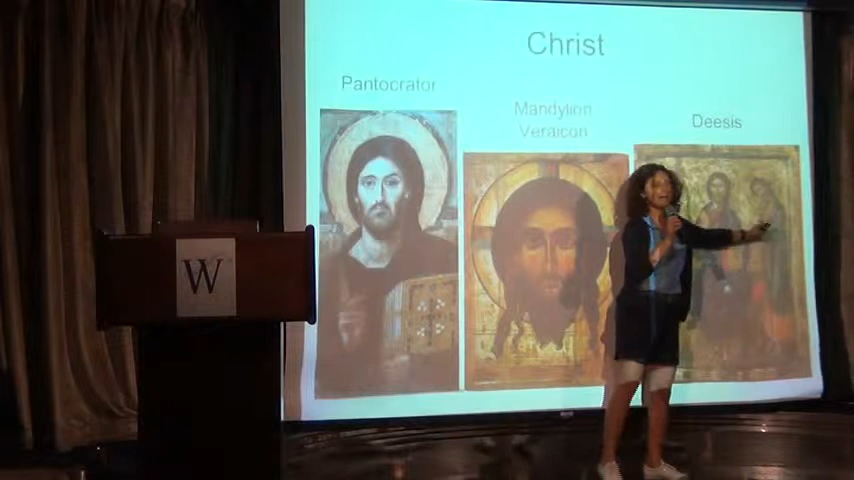 Christ
Pantocrator
Mandylion
Veraicon
Deesis
W